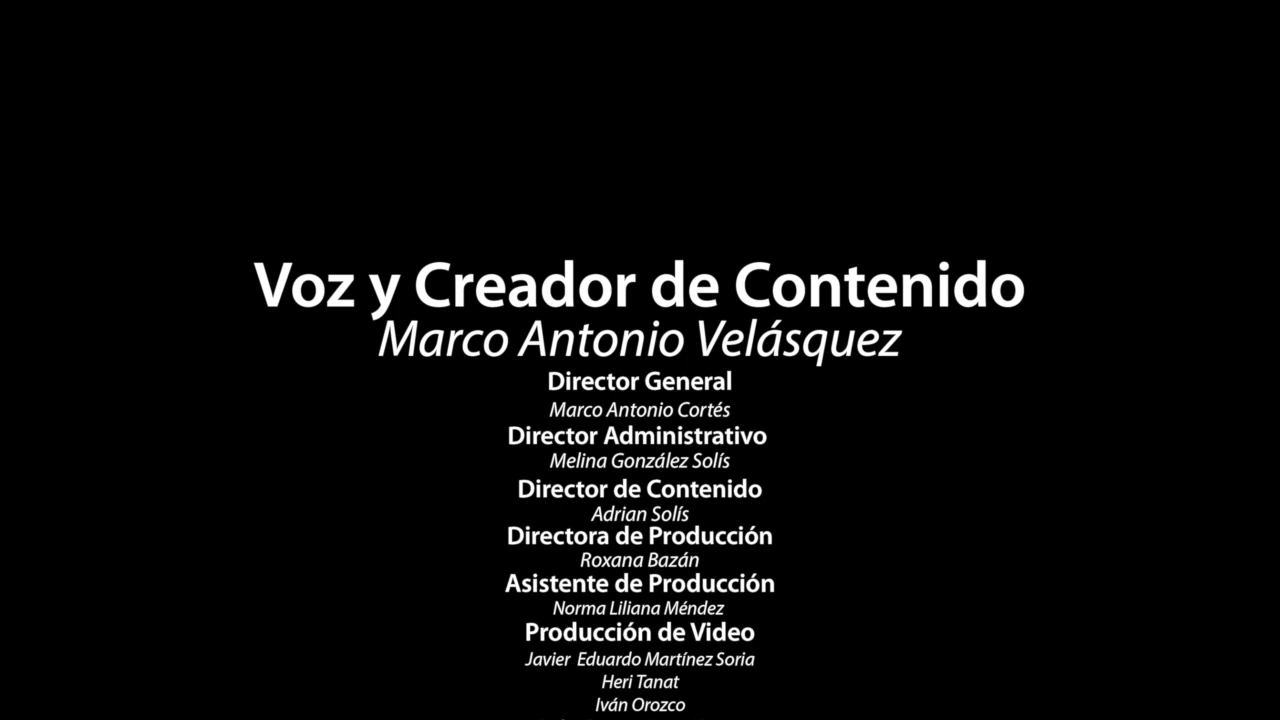 Voz y Creador de Contenido
Marco Antonio Velásquez
Director General
Marco Antonio Cortés
Director Administrativo
Melina González Solís
Director de Contenido
Adrian Solís
Directora de Producción
Roxana Bazán
Asistente de Producción
Norma Liliana Méndez
Producción de Video
Javier Eduardo Martínez Soria
Heri Tanat
Iván Orozco